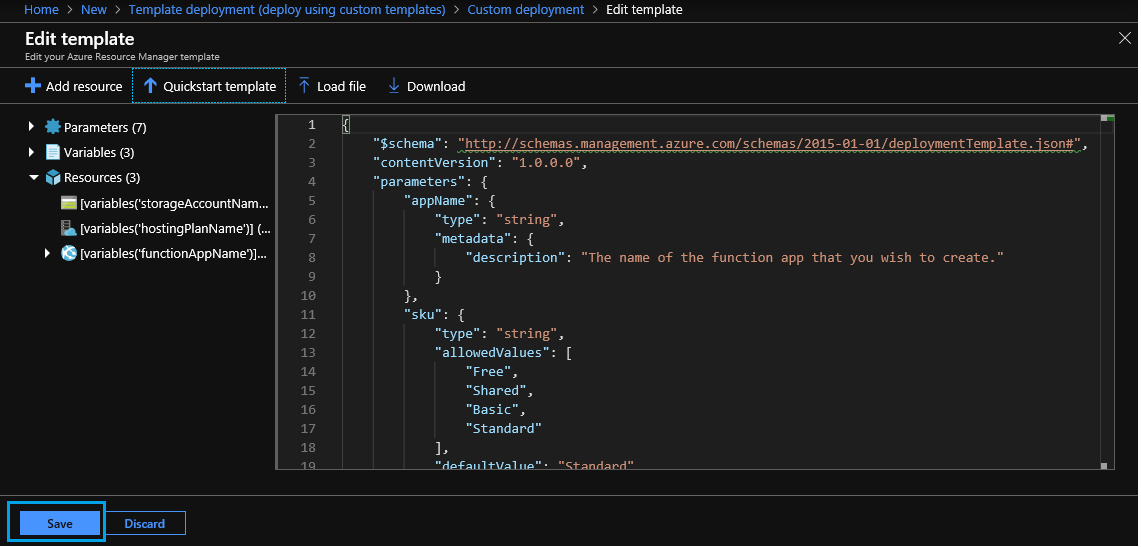 Home > New > Template deployment (deploy using custom templates) > Custom deployment > Edit template
Edit template
Edit your Azure Resource Manager template
Add resource Quickstart template Load file Download
Parameters (7)
Variables (3)
Resources (3)
[variables('storageAccountNam...
[variables('hostingPlanName')] (...
[variables('functionAppName')]...
1 {
2 "$schema": "http://schemas.management.azure.com/schemas/2015-01-01/deploymentTemplate.json#",
3 "contentVersion": "1.0.0.0",
4 "parameters": {
5 "appName": {
6 "type": "string",
7 "metadata": {
8 "description": "The name of the function app that you wish to create."
9 }
10 },
11 "sku": {
12 "type": "string",
13 "allowedValues": [
14 "Free",
15 "Shared",
16 "Basic",
17 "Standard"
18 ],
19 "defaultValue": "Standard"
Save Discard